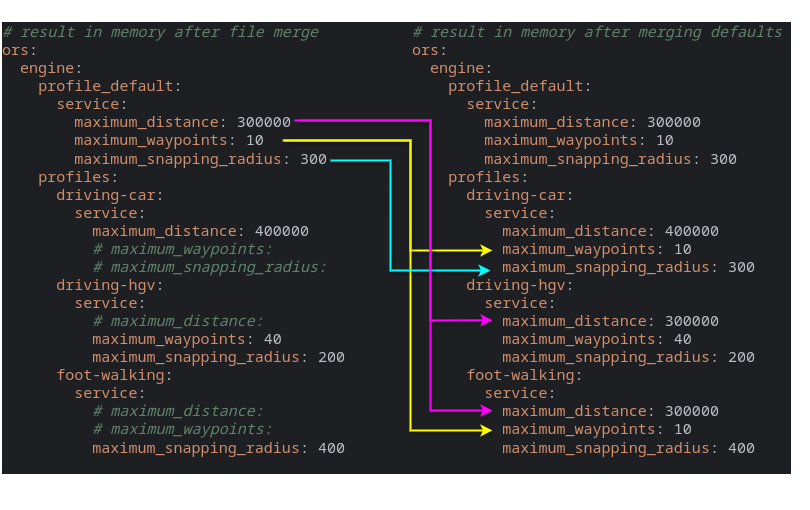 # result in memory after file merge
ors:
  engine:
    profile_default:
      service:
        maximum_distance: 300000
        maximum_waypoints: 10
        maximum_snapping_radius: 300
    profiles:
      driving-car:
        service:
          maximum_distance: 400000
          # maximum_waypoints:
          # maximum_snapping_radius:
      driving-hgv:
        service:
          # maximum_distance:
          maximum_waypoints: 40
          maximum_snapping_radius: 200
      foot-walking:
        service:
          # maximum_distance:
          # maximum_waypoints:
          maximum_snapping_radius: 400
# result in memory after merging defaults
ors:
  engine:
    profile_default:
      service:
        maximum_distance: 300000
        maximum_waypoints: 10
        maximum_snapping_radius: 300
    profiles:
      driving-car:
        service:
          maximum_distance: 400000
          maximum_waypoints: 10
          maximum_snapping_radius: 300
      driving-hgv:
        service:
          maximum_distance: 300000
          maximum_waypoints: 40
          maximum_snapping_radius: 200
      foot-walking:
        service:
          maximum_distance: 300000
          maximum_waypoints: 10
          maximum_snapping_radius: 400